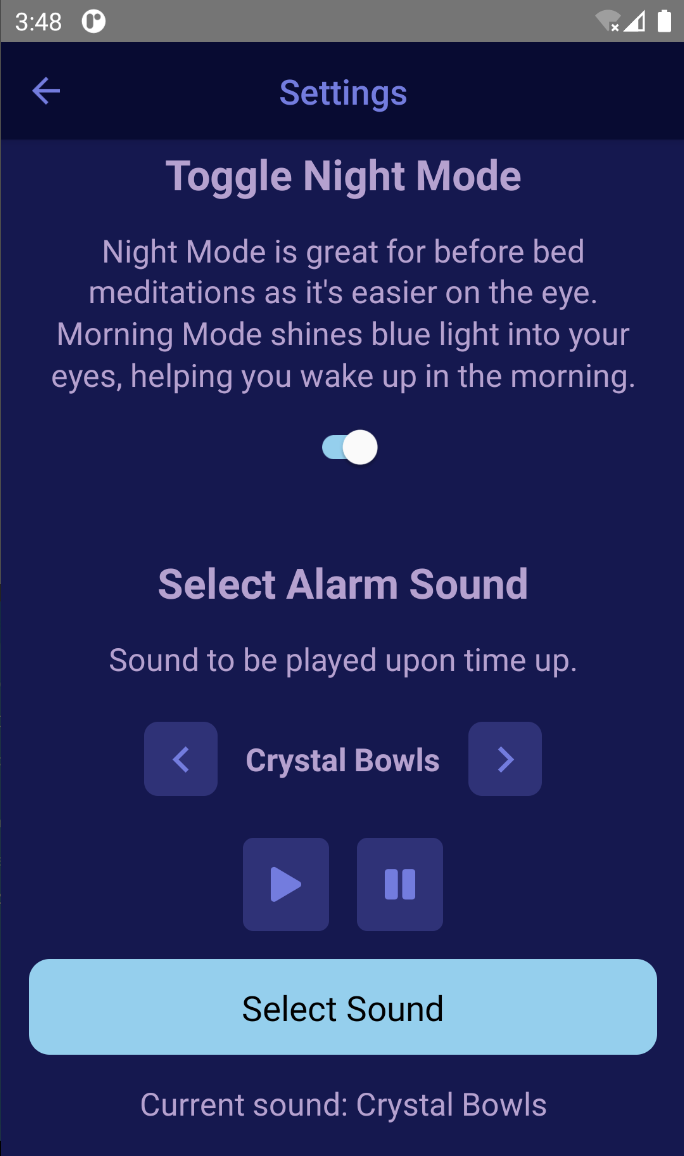 3:48
Settings
Toggle Night Mode
Night Mode is great for before bed
meditations as it's easier on the eye.
Morning Mode shines blue light into your
eyes, helping you wake up in the morning.
Select Alarm Sound
Sound to be played upon time up.
Crystal Bowls
Select Sound
Current sound: Crystal Bowls